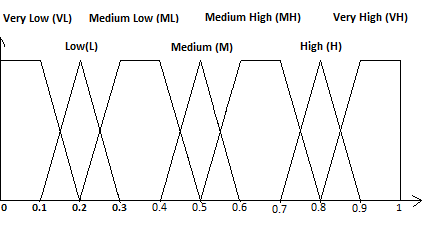 Very Low (VL) Medium Low (ML) Medium High (MH) Very High (VH)
Low(L) Medium (M) High (H)
0 0.1 0.2 0.3 0.4 0.5 0.6 0.7 0.8 0.9 1